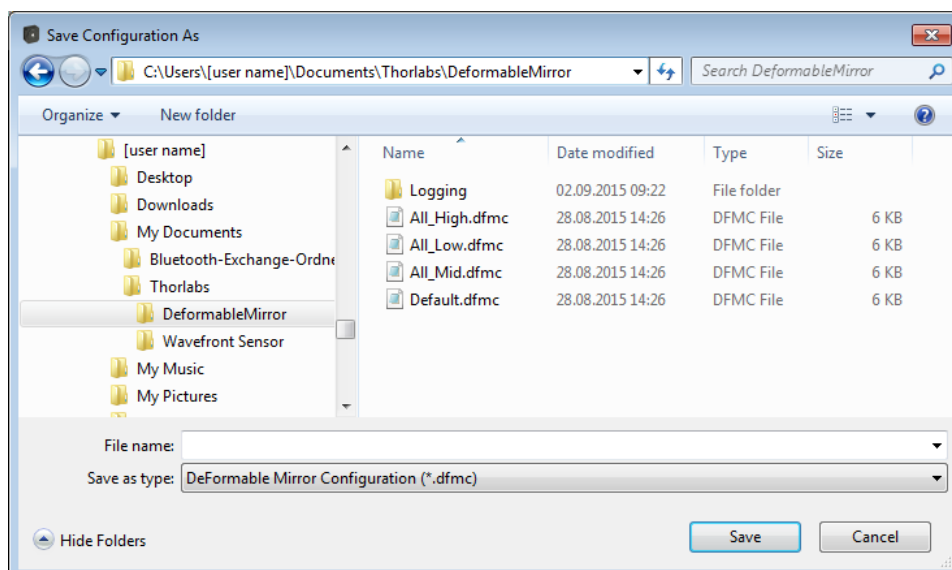 Save Configuration As
C:\Users\[user name]\Documents\Thorlabs\DeformableMirror
Search DeformableMirror
Organize
New folder
[user name]
Desktop
Downloads
My Documents
Bluetooth-Exchange-Ordne
Thorlabs
DeformableMirror
Wavefront Sensor
My Music
My Pictures
Name Date modified Type Size
Logging 02.09.2015 09:22 File folder
All_High.dfmc 28.08.2015 14:26 DFMC File 6 KB
All_Low.dfmc 28.08.2015 14:26 DFMC File 6 KB
All_Mid.dfmc 28.08.2015 14:26 DFMC File 6 KB
Default.dfmc 28.08.2015 14:26 DFMC File 6 KB
File name:
Save as type: DeFormable Mirror Configuration (*.dfmc)
Hide Folders
Save
Cancel